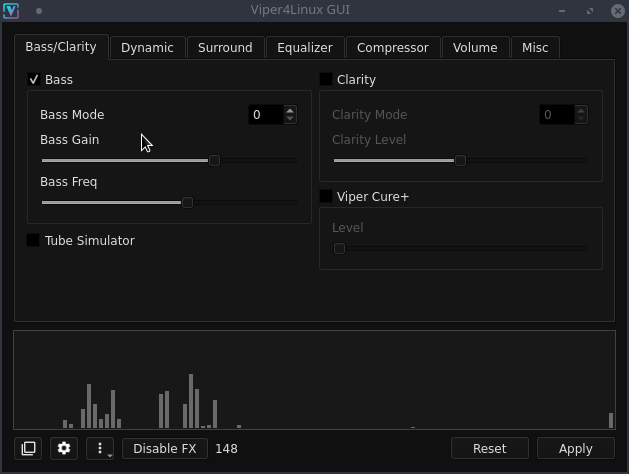 Viper4Linux GUI
Bass/Clarity Dynamic Surround Equalizer Compressor Volume Misc
Bass
Bass Mode 0
Bass Gain
Bass Freq
Tube Simulator
Clarity
Clarity Mode 0
Clarity Level
Viper Cure+
Level
Disable FX 148 Reset Apply